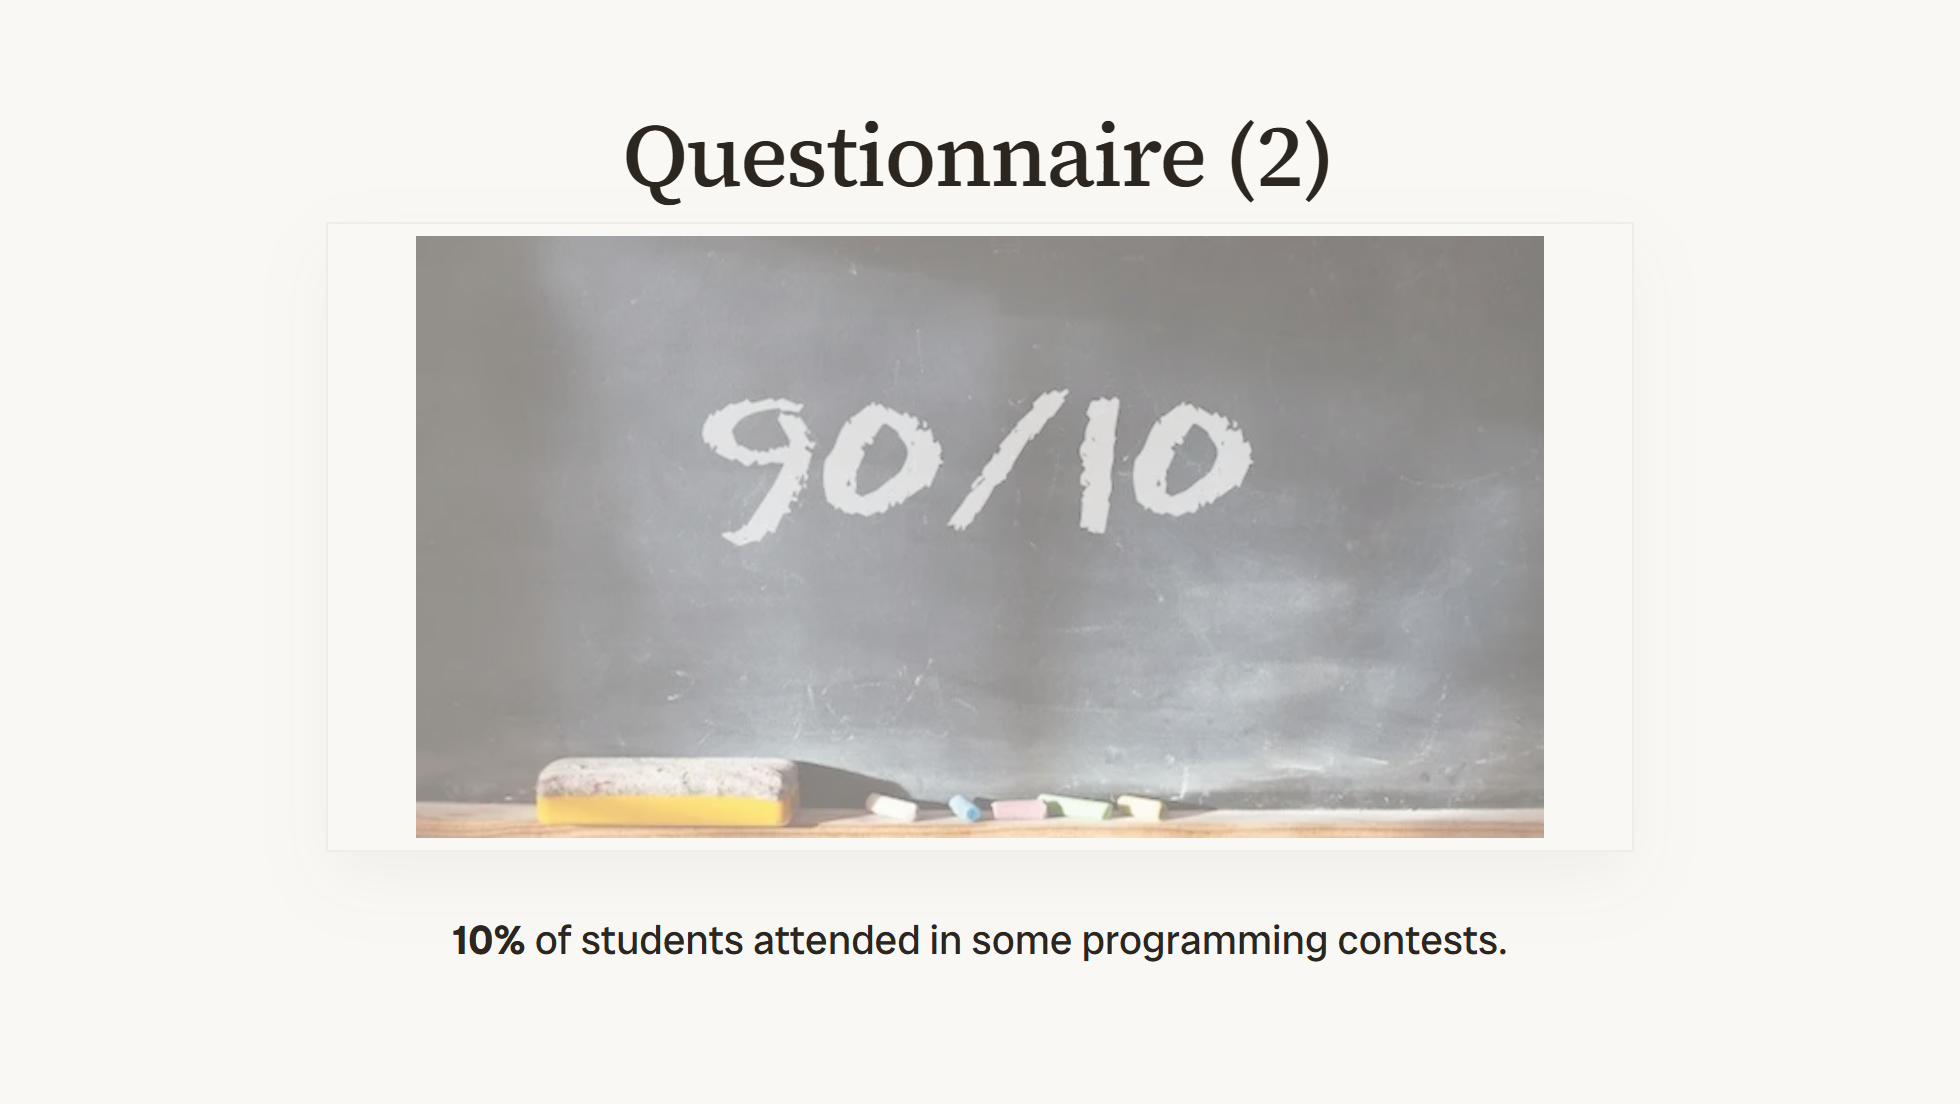 Questionnaire (2)
90/10
10% of students attended in some programming contests.